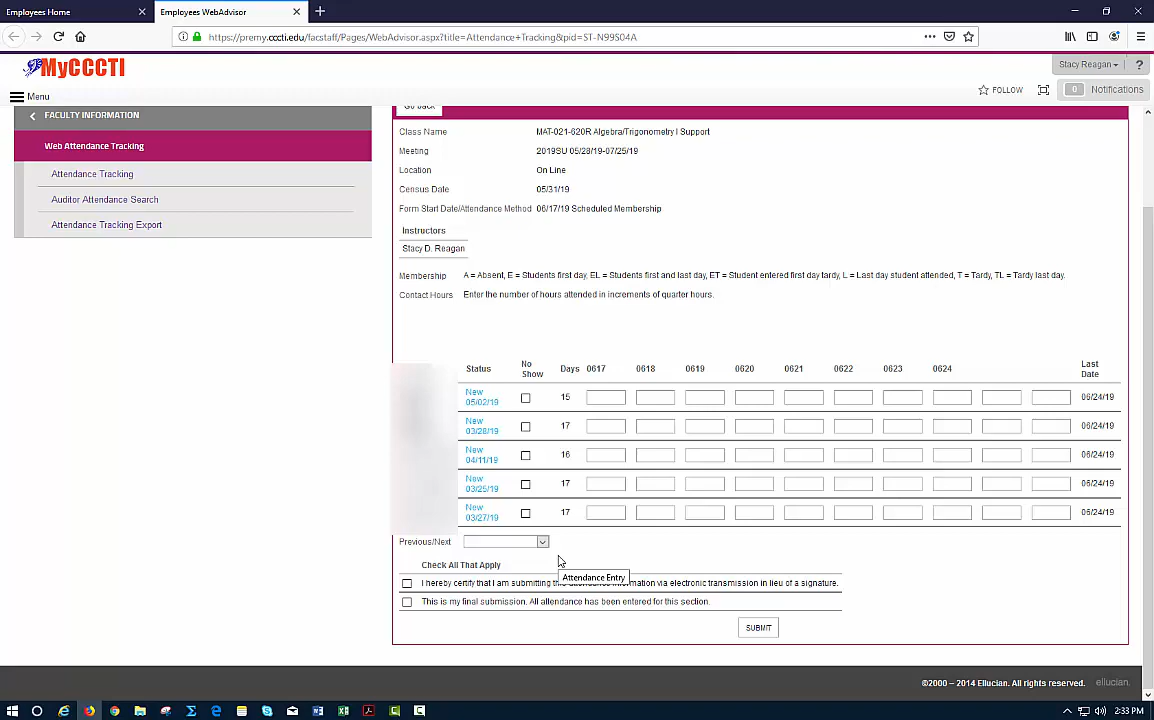 Employees Home
Employees WebAdvisor
https://premy.cccti.edu/facstaff/Pages/WebAdvisor.aspx?title=Attendance+Tracking&pid=ST-N99S04A
MyCCCTI
Stacy Reagan
?
Menu
FOLLOW
0 Notifications
FACULTY INFORMATION
Web Attendance Tracking
Attendance Tracking
Auditor Attendance Search
Attendance Tracking Export
Go back
Class Name MAT-021-620R Algebra/Trigonometry I Support
Meeting 2019SU 05/28/19-07/25/19
Location On Line
Census Date 05/31/19
Form Start Date/Attendance Method 06/17/19 Scheduled Membership
Instructors
Stacy D. Reagan
Membership A = Absent, E = Students first day, EL = Students first and last day, ET = Student entered first day tardy, L = Last day student attended, T = Tardy, TL = Tardy last day.
Contact Hours Enter the number of hours attended in increments of quarter hours.
Status No Show Days 0617 0618 0619 0620 0621 0622 0623 0624 Last Date
New 05/02/19 15 06/24/19
New 03/28/19 17 06/24/19
New 04/11/19 16 06/24/19
New 03/25/19 17 06/24/19
New 03/27/19 17 06/24/19
Previous/Next
Check All That Apply
Attendance Entry
I hereby certify that I am submitting this attendance information via electronic transmission in lieu of a signature.
This is my final submission. All attendance has been entered for this section.
SUBMIT
©2000 – 2014 Ellucian. All rights reserved. ellucian.
2:33 PM